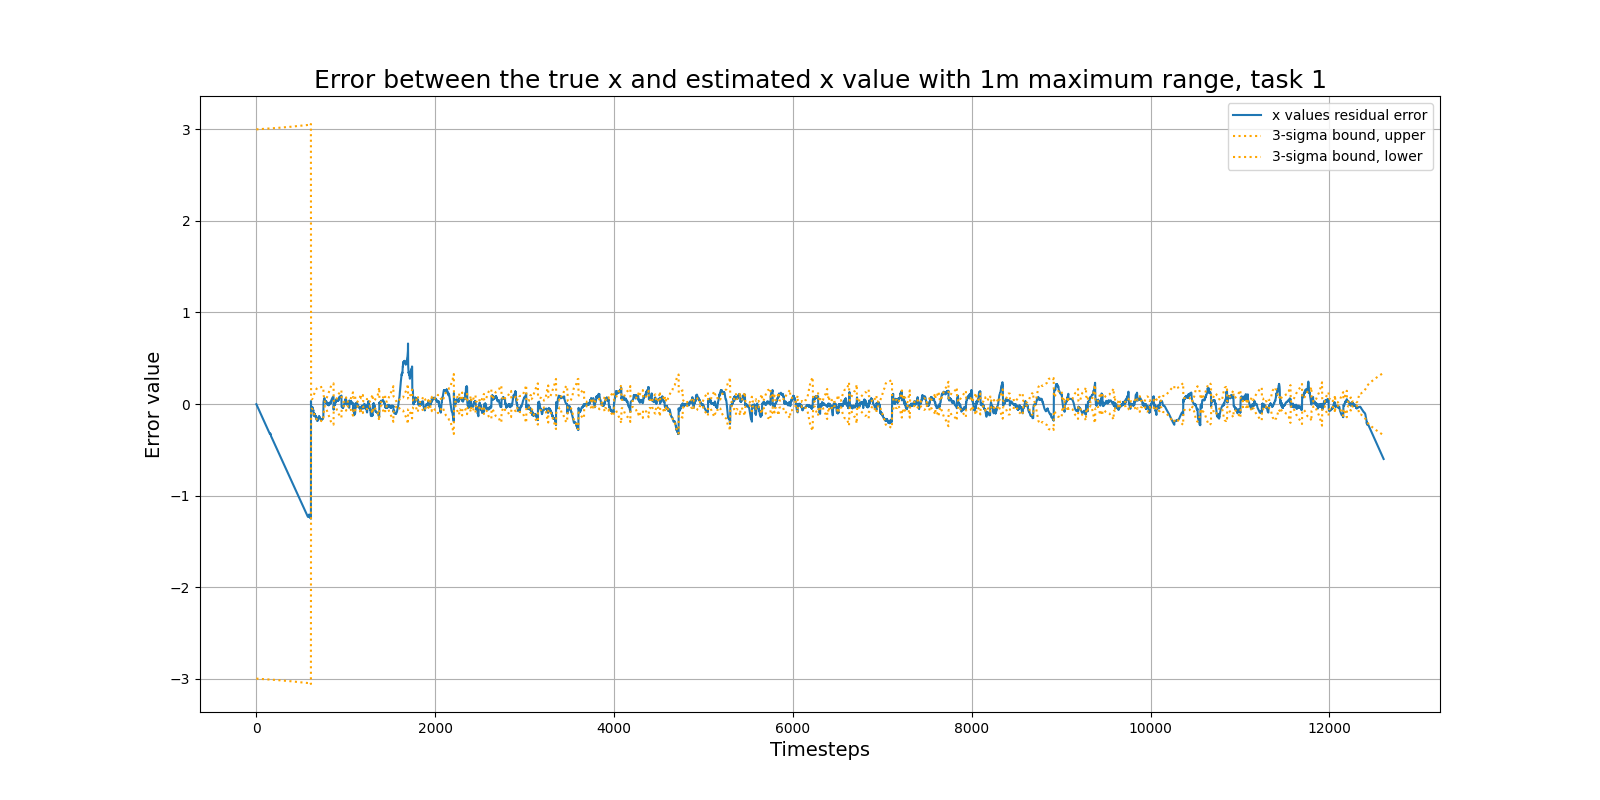 Error between the true x and estimated x value with 1m maximum range, task 1
x values residual error
3-sigma bound, upper
3-sigma bound, lower
Error value
3
2
1
0
−1
−2
−3
0 2000 4000 6000 8000 10000 12000
Timesteps